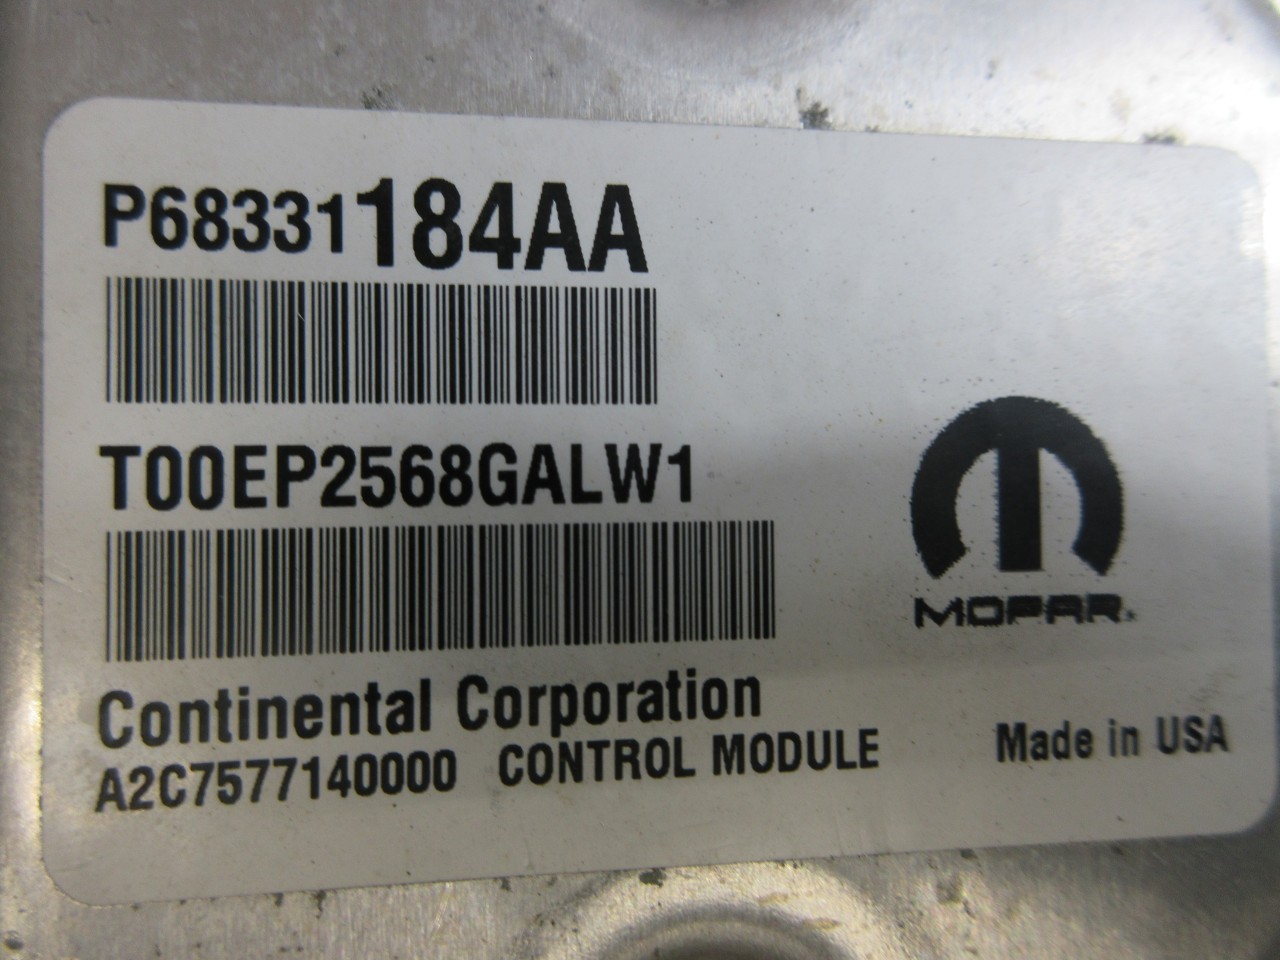 P68331184AA
T00EP2568GALW1
MOPAR
Continental Corporation
A2C7577140000 CONTROL MODULE
Made in USA